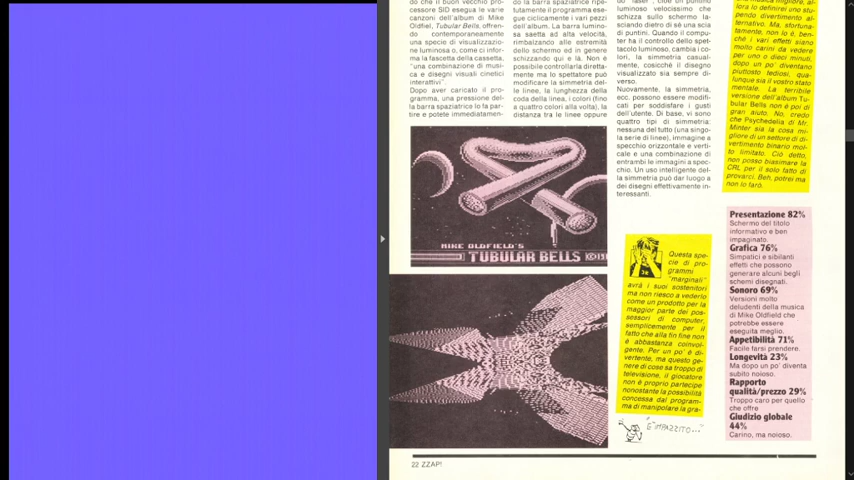 do che il buon vecchio pro-
cessore SID esegue le varie
canzoni dell'album di Mike
Oldfiel, Tubular Bells, offren-
do contemporaneamente
una specie di visualizzazio-
ne luminosa o, come ci infor-
ma la fascetta della cassetta,
"una combinazione di musi-
ca e disegni visuali cinetici
interattivi".
Dopo aver caricato il pro-
gramma, una pressione del-
la barra spaziatrice lo fa par-
tire e potete immediatamen-
do la barra spaziatrice ripe-
tutamente il programma ese-
gue ciclicamente i vari pezzi
dell'album. La barra lumino-
sa saetta ad alta velocità,
rimbalzando alle estremità
dello schermo ed in genere
schizzando qui e là. Non è
possibile controllarla diretta-
mente ma lo spettatore può
modificare la simmetria del-
le linee, la lunghezza della
coda della linea, i colori (fino
a quattro colori alla volta), la
distanza tra le linee oppure
MIKE OLDFIELD'S
TUBULAR BELLS
do "laser", cioè un puntino
luminoso velocissimo che
schizza sullo schermo la-
sciando dietro di sé una scia
di puntini. Quando il compu-
ter ha il controllo dello spet-
tacolo luminoso, cambia i co-
lori, la simmetria casual-
mente, cosicché il disegno
visualizzato sia sempre di-
verso.
Nuovamente, la simmetria,
ecc. possono essere modifi-
cati per soddisfare i gusti
dell'utente. Di base, vi sono
quattro tipi di simmetria:
nessuna del tutto (una singo-
la serie di linee), immagine a
specchio orizzontale e verti-
cale e una combinazione di
entrambi le immagini a spec-
chio. Un uso intelligente del-
la simmetria può dar luogo a
dei disegni effettivamente in-
teressanti.
Questa spe-
cie di pro-
grammi
"marginali"
avrà i suoi sostenitori
ma non riesco a vederlo
come un prodotto per la
maggior parte dei pos-
sessori di computer,
semplicemente per il
fatto che alla fin fine non
è abbastanza coinvol-
gente. Per un po' è di-
vertente, ma questo ge-
nere di cose sa troppo di
televisione, il giocatore
non è proprio partecipe
nonostante la possibilità
concessa dal program-
ma di manipolare la gra-
lora lo definirei uno stu-
pendo divertimento al-
ternativo. Ma, sfortuna-
tamente, non lo è, ben-
ché i vari effetti siano
molto carini da vedere
per uno o dieci minuti,
dopo un po' diventano
piuttosto tediosi, qua-
lunque sia il vostro stato
mentale. La terribile
versione dell'album Tu-
bular Bells non è poi di
gran aiuto. No, credo
che Psychedelia di Mr.
Minter sia la cosa mi-
gliore di un settore di di-
vertimento binario mol-
to limitato. Ciò detto,
non posso biasimare la
CRL per il solo fatto di
provarci. Beh, potrei ma
non lo farò.
Presentazione 82%
Schermo del titolo
informativo e ben
impaginato.
Grafica 76%
Simpatici e sibilanti
effetti che possono
generare alcuni begli
schemi disegnati.
Sonoro 69%
Versioni molto
deludenti della musica
di Mike Oldfield che
potrebbe essere
eseguita meglio.
Appetibilità 71%
Facile farsi prendere.
Longevità 23%
Ma dopo un po' diventa
subito noioso.
Rapporto
qualità/prezzo 29%
Troppo caro per quello
che offre
Giudizio globale
44%
Carino, ma noioso.
22 ZZAP!